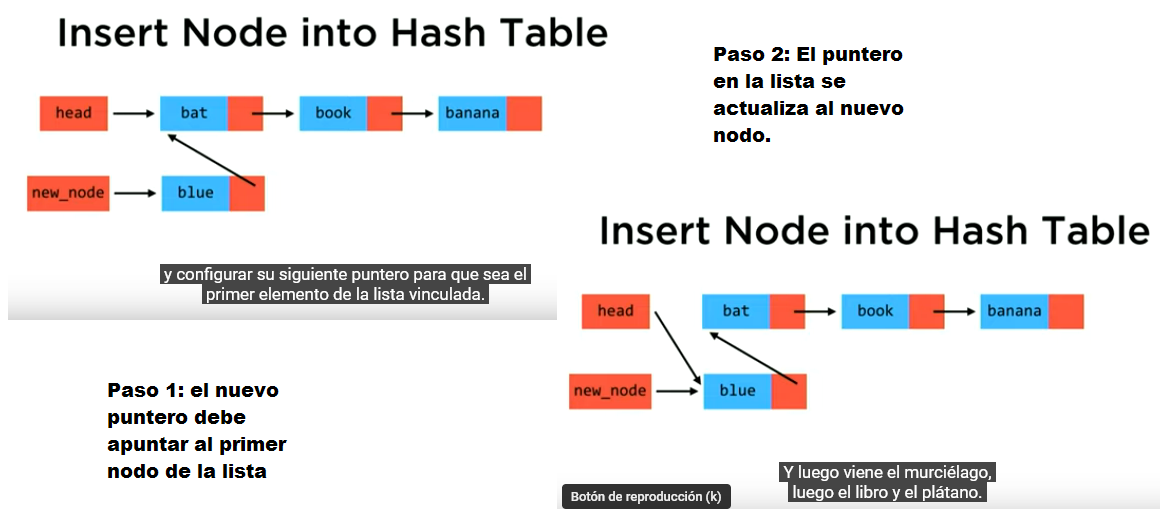 Insert Node into Hash Table
head
bat
book
banana
new_node
blue
y configurar su siguiente puntero para que sea el
primer elemento de la lista vinculada.
Paso 1: el nuevo
puntero debe
apuntar al primer
nodo de la lista
Paso 2: El puntero
en la lista se
actualiza al nuevo
nodo.
Insert Node into Hash Table
head
bat
book
banana
new_node
blue
Y luego viene el murciélago,
luego el libro y el plátano.
Botón de reproducción (k)